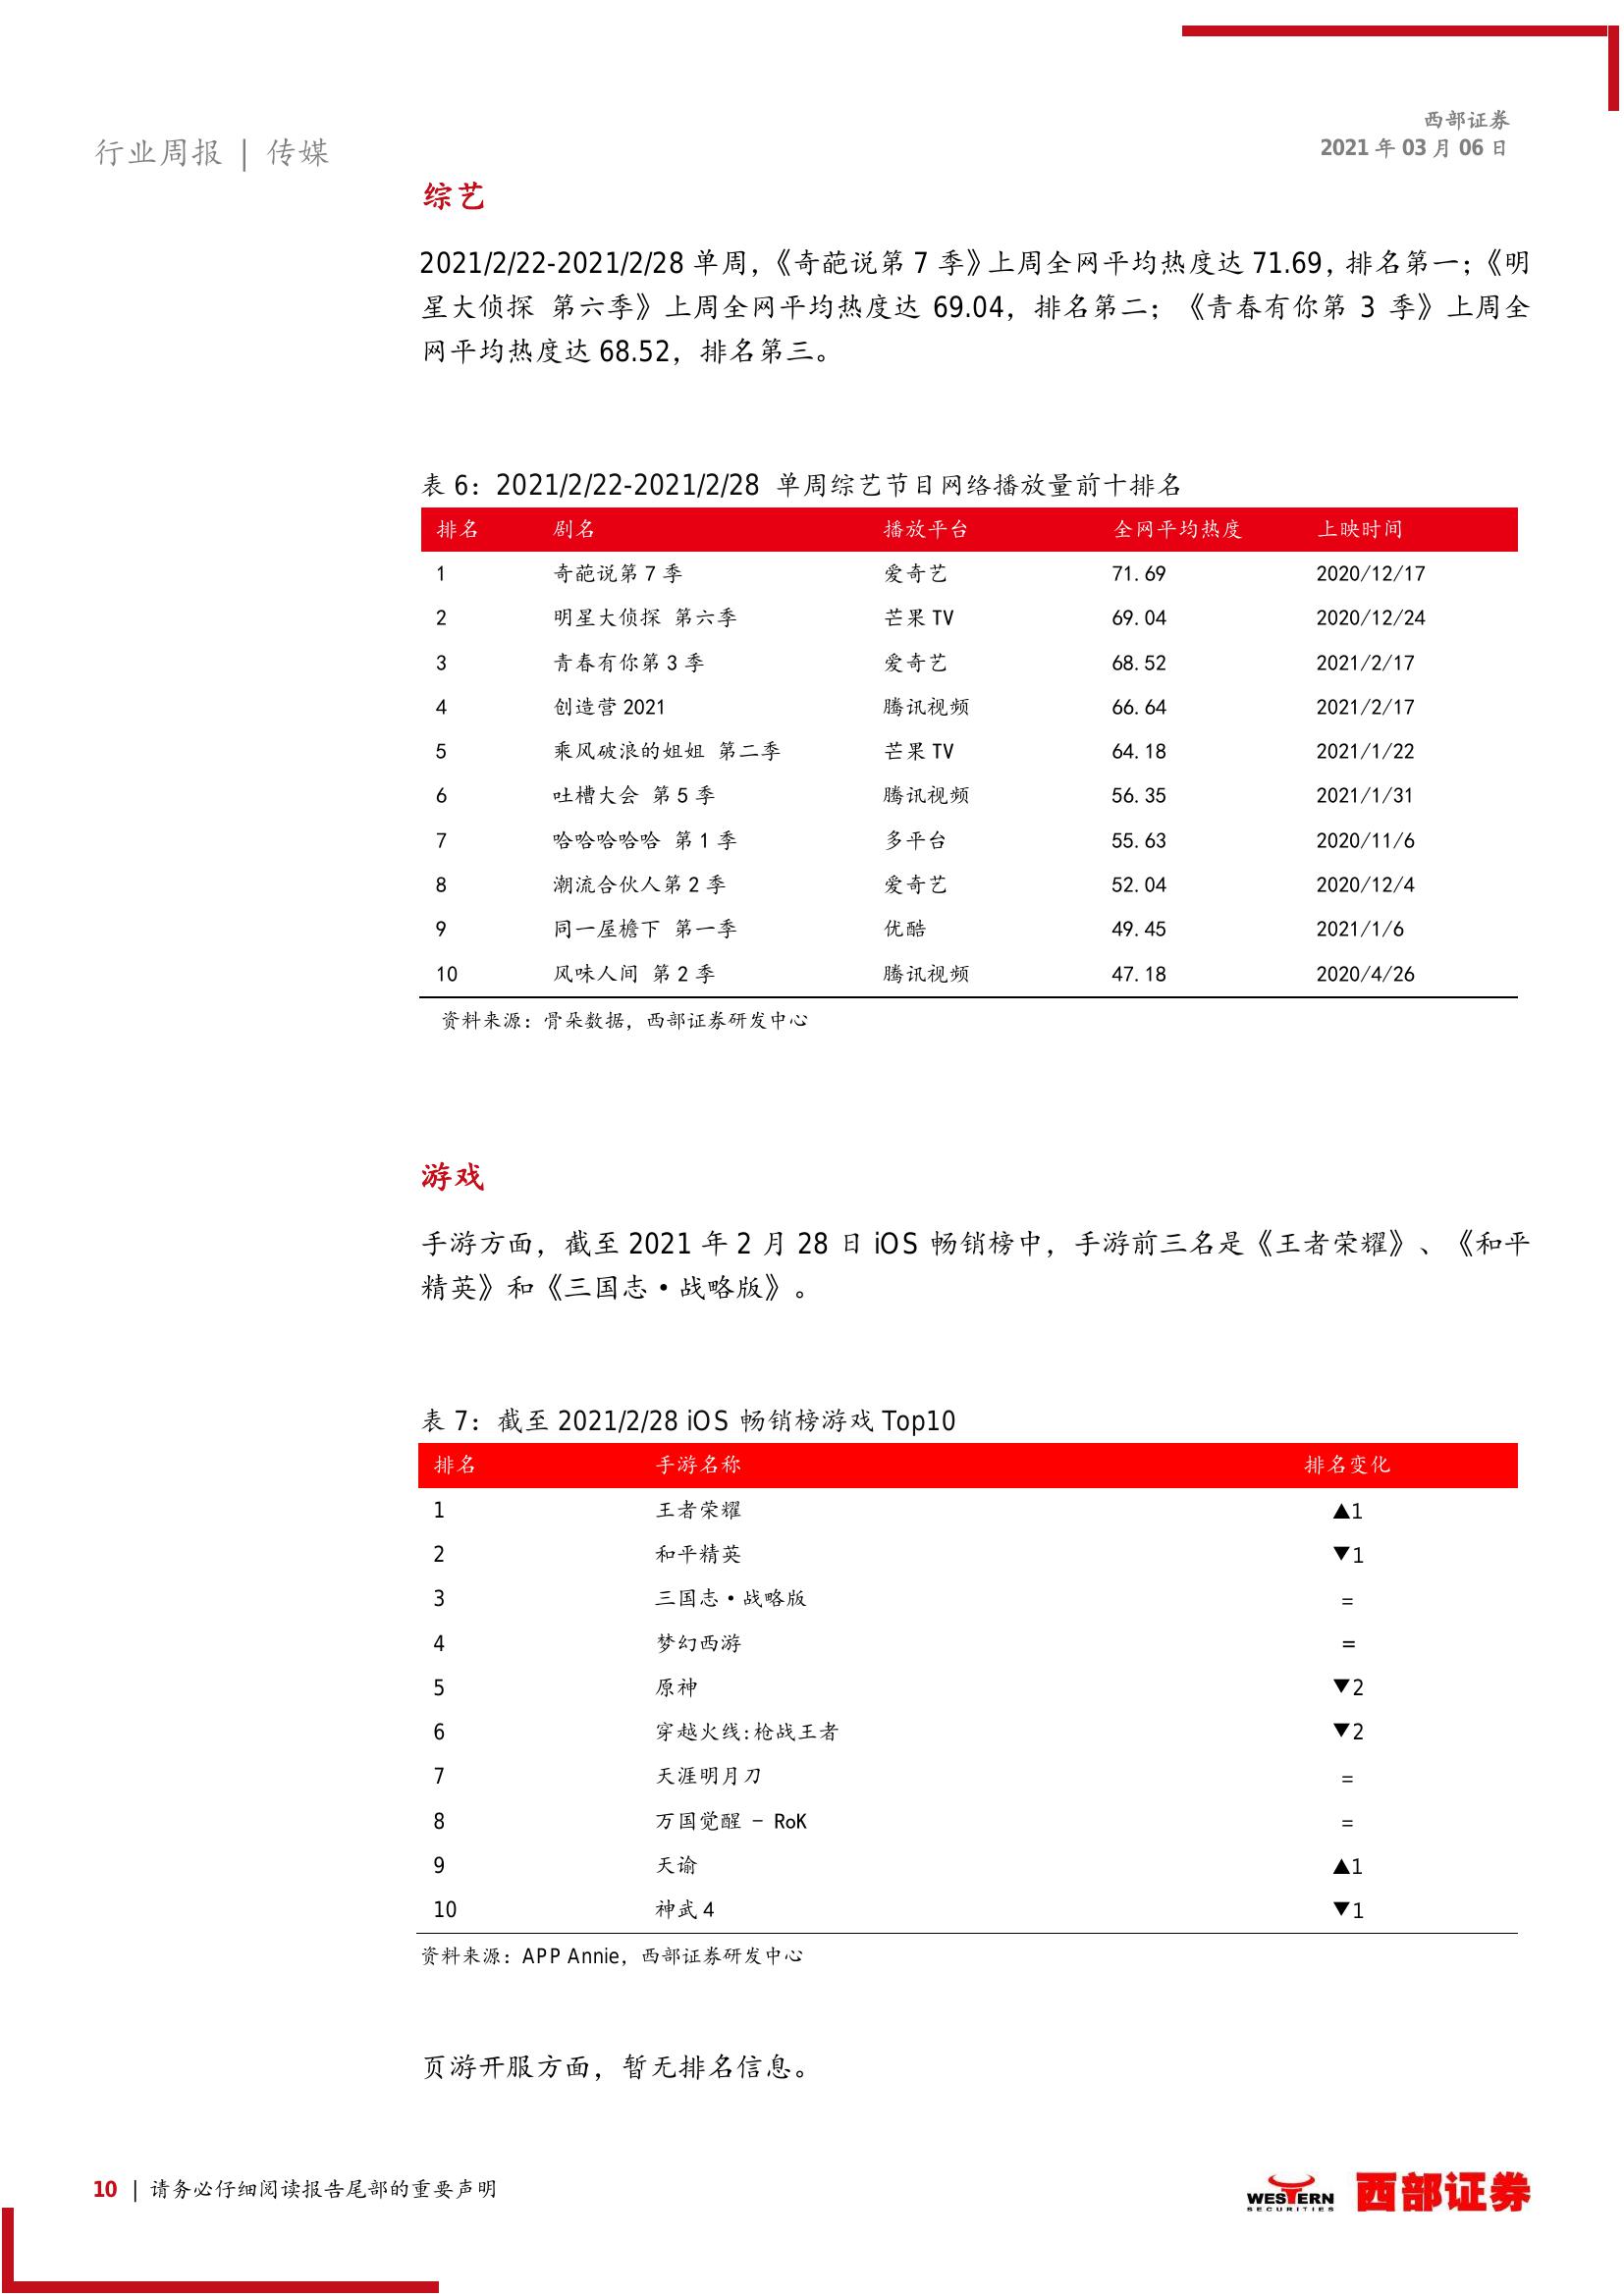 西部证券
2021 年 03 月 06 日
行业周报 | 传媒
综艺
2021/2/22-2021/2/28 单周，《奇葩说第 7 季》上周全网平均热度达 71.69，排名第一；《明
星大侦探 第六季》上周全网平均热度达 69.04，排名第二；《青春有你第 3 季》上周全
网平均热度达 68.52，排名第三。
表 6：2021/2/22-2021/2/28 单周综艺节目网络播放量前十排名
排名 剧名 播放平台 全网平均热度 上映时间
1 奇葩说第 7 季 爱奇艺 71.69 2020/12/17
2 明星大侦探 第六季 芒果 TV 69.04 2020/12/24
3 青春有你第 3 季 爱奇艺 68.52 2021/2/17
4 创造营 2021 腾讯视频 66.64 2021/2/17
5 乘风破浪的姐姐 第二季 芒果 TV 64.18 2021/1/22
6 吐槽大会 第 5 季 腾讯视频 56.35 2021/1/31
7 哈哈哈哈哈 第 1 季 多平台 55.63 2020/11/6
8 潮流合伙人第 2 季 爱奇艺 52.04 2020/12/4
9 同一屋檐下 第一季 优酷 49.45 2021/1/6
10 风味人间 第 2 季 腾讯视频 47.18 2020/4/26
资料来源：骨朵数据，西部证券研发中心
游戏
手游方面，截至 2021 年 2 月 28 日 iOS 畅销榜中，手游前三名是《王者荣耀》、《和平
精英》和《三国志·战略版》。
表 7：截至 2021/2/28 iOS 畅销榜游戏 Top10
排名 手游名称 排名变化
1 王者荣耀 ▲1
2 和平精英 ▼1
3 三国志·战略版 =
4 梦幻西游 =
5 原神 ▼2
6 穿越火线:枪战王者 ▼2
7 天涯明月刀 =
8 万国觉醒 - RoK =
9 天谕 ▲1
10 神武 4 ▼1
资料来源：APP Annie，西部证券研发中心
页游开服方面，暂无排名信息。
10 | 请务必仔细阅读报告尾部的重要声明
WESTERN
SECURITIES
西部证券